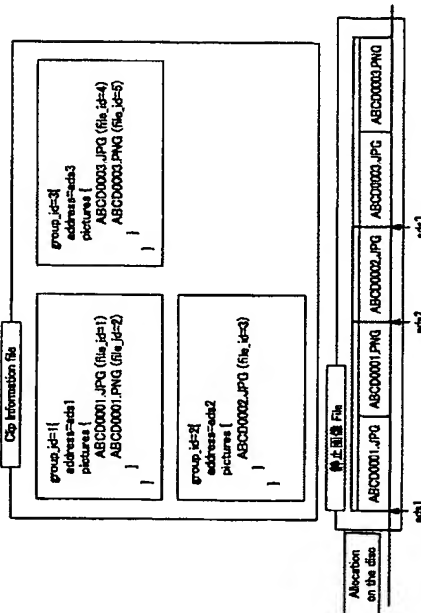 Clip Information file
group_id=1{
address=ads1
pictures {
ABCD0001.JPG (file_id=1)
ABCD0001.PNG (file_id=2)
}
}
group_id=2{
address=ads2
pictures {
ABCD0002.JPG (file_id=3)
}
}
group_id=3{
address=ads3
pictures {
ABCD0003.JPG (file_id=4)
ABCD0003.PNG (file_id=5)
}
}
静止画像 File
Allocation
on the disc
ABCD0001.JPG
ABCD0001.PNG
ABCD0002.JPG
ABCD0003.JPG
ABCD0003.PNG
ads1
ads2
ads3